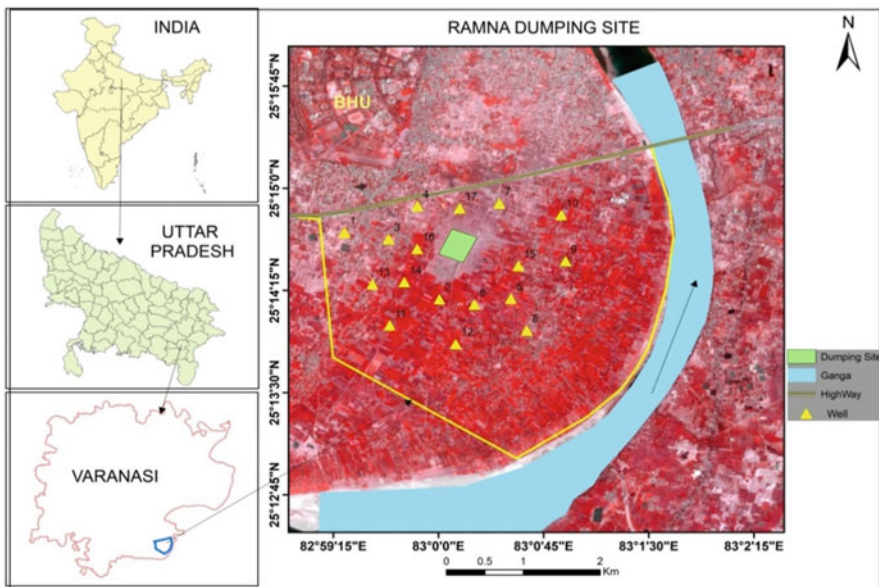 INDIA
UTTAR
PRADESH
VARANASI
RAMNA DUMPING SITE
N
BHU
25°15'45"N
25°15'0"N
25°14'15"N
25°13'30"N
25°12'45"N
1
4
17
7
10
1
3
16
15
9
13
14
2
6
5
11
12
8
82°59'15"E
83°0'0"E
83°0'45"E
83°1'30"E
83°2'15"E
0
0.5
1
2
Km
Dumping Site
Ganga
HighWay
Well